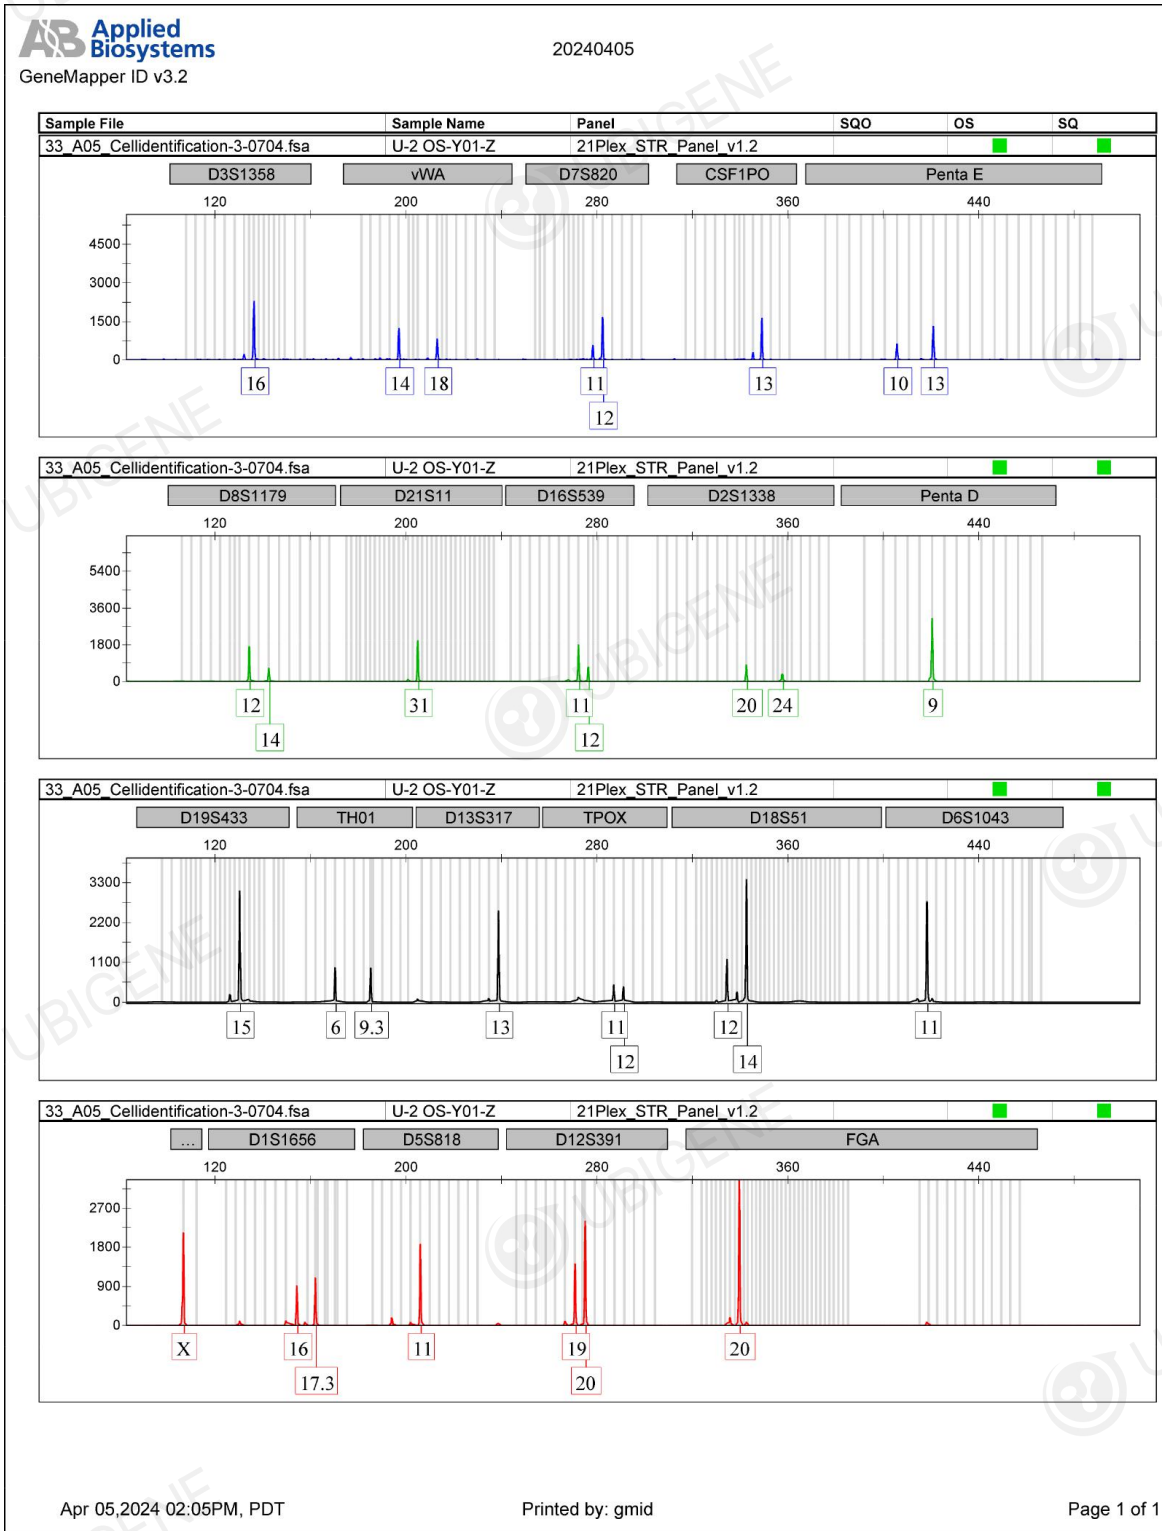 AB Applied Biosystems
GeneMapper ID v3.2
20240405
Sample File Sample Name Panel SQO OS SQ
33_A05_Cellidentification-3-0704.fsa U-2 OS-Y01-Z 21Plex_STR_Panel_v1.2
D3S1358 vWA D7S820 CSF1PO Penta E
120 200 280 360 440
4500
3000
1500
0
16 14 18 11 13 10 13
12
33_A05_Cellidentification-3-0704.fsa U-2 OS-Y01-Z 21Plex_STR_Panel_v1.2
D8S1179 D21S11 D16S539 D2S1338 Penta D
120 200 280 360 440
5400
3600
1800
0
12 31 11 20 24 9
14 12
33_A05_Cellidentification-3-0704.fsa U-2 OS-Y01-Z 21Plex_STR_Panel_v1.2
D19S433 TH01 D13S317 TPOX D18S51 D6S1043
120 200 280 360 440
3300
2200
1100
0
15 6 9.3 13 11 12 11
12 14
33_A05_Cellidentification-3-0704.fsa U-2 OS-Y01-Z 21Plex_STR_Panel_v1.2
... D1S1656 D5S818 D12S391 FGA
120 200 280 360 440
2700
1800
900
0
X 16 11 19 20
17.3 20
Apr 05,2024 02:05PM, PDT Printed by: gmid Page 1 of 1
UBIGENE
UBIGENE
UBIGENE
UBIGENE
UBIGENE